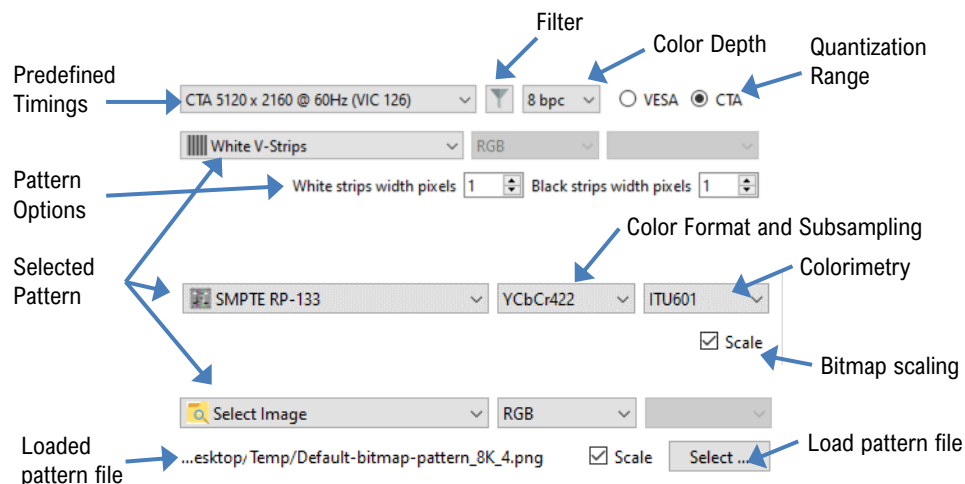 Filter
Color Depth
Quantization
Range
Predefined
Timings
CTA 5120 x 2160 @ 60Hz (VIC 126)
8 bpc
VESA
CTA
White V-Strips
RGB
Pattern
Options
White strips width pixels
1
Black strips width pixels
1
Color Format and Subsampling
Selected
Pattern
Colorimetry
SMPTE RP-133
YCbCr422
ITU601
Scale
Bitmap scaling
Select Image
RGB
Loaded
pattern file
...esktop/Temp/Default-bitmap-pattern_8K_4.png
Scale
Select ...
Load pattern file